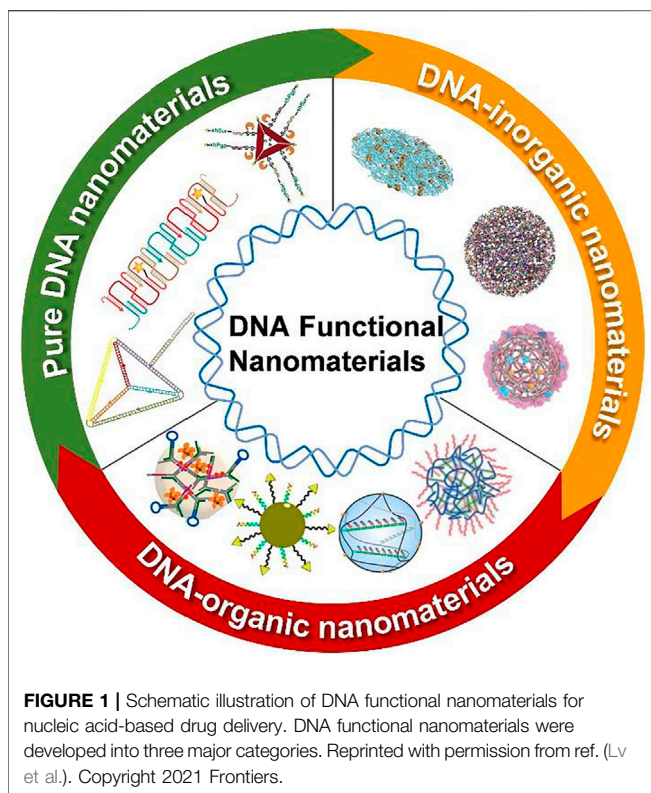 Pure DNA nanomaterials
DNA-inorganic nanomaterials
DNA Functional
Nanomaterials
DNA-organic nanomaterials
FIGURE 1 | Schematic illustration of DNA functional nanomaterials for
nucleic acid-based drug delivery. DNA functional nanomaterials were
developed into three major categories. Reprinted with permission from ref. (Lv
et al.). Copyright 2021 Frontiers.